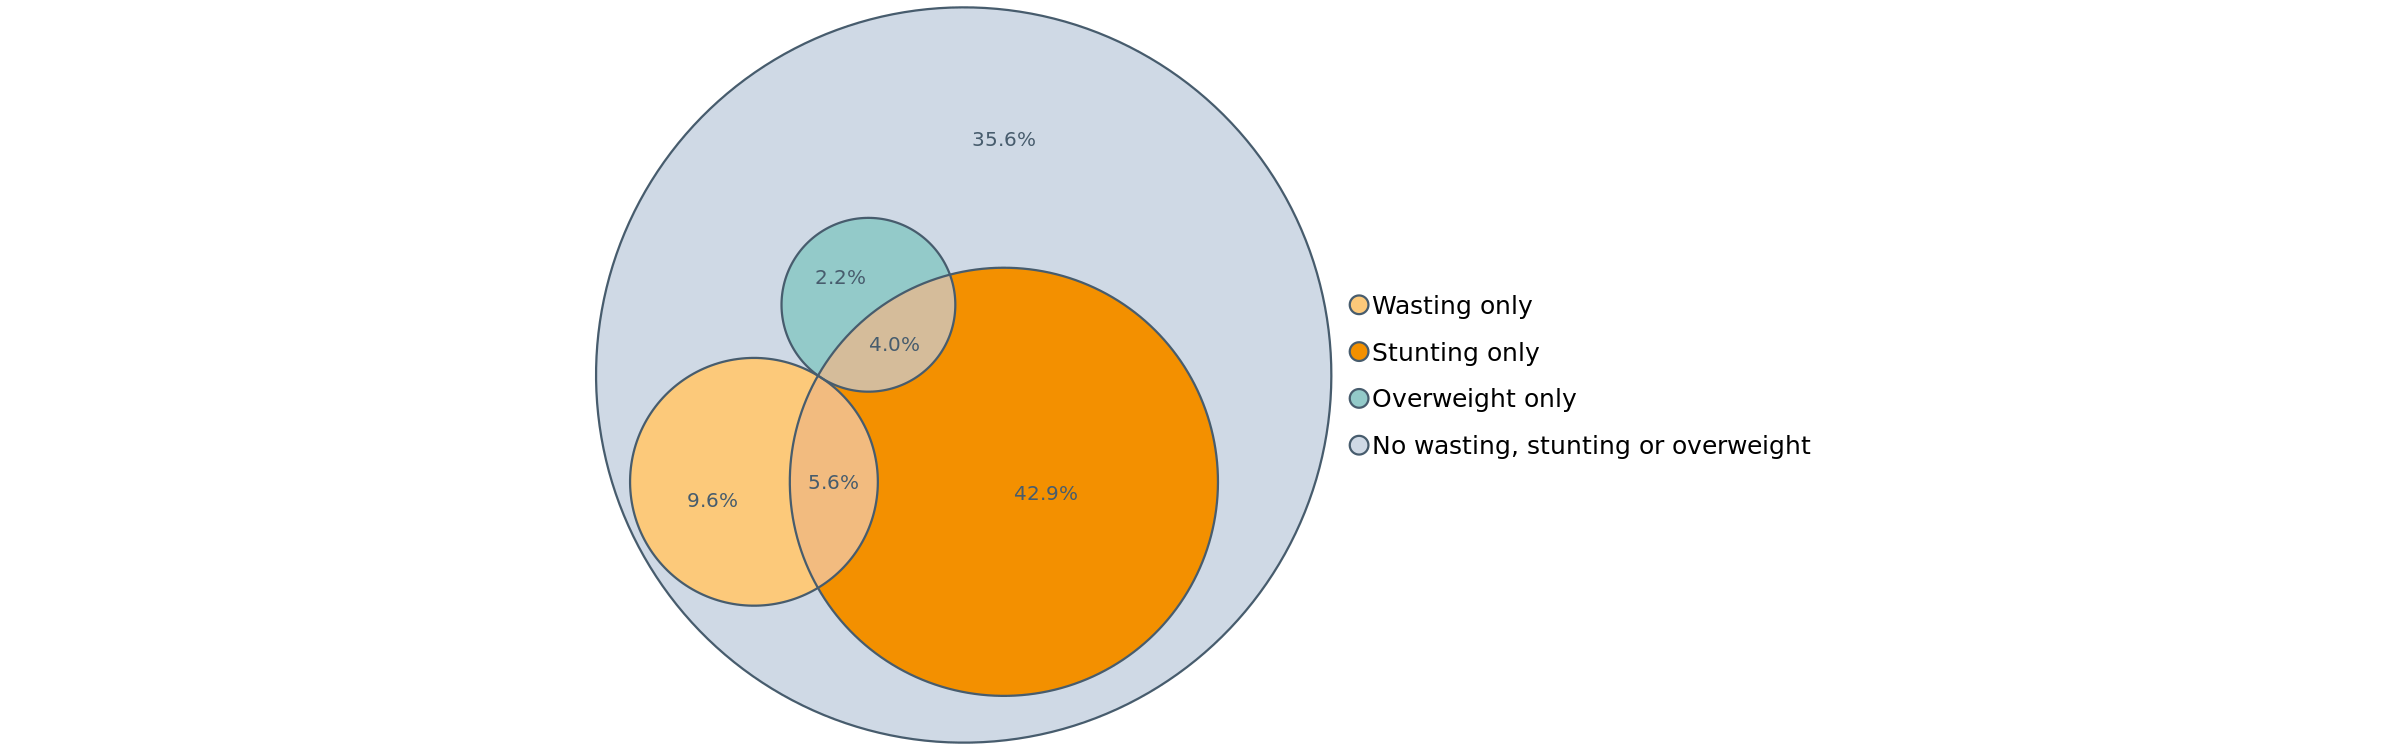 35.6%
2.2%
4.0%
9.6%
5.6%
42.9%
Wasting only
Stunting only
Overweight only
No wasting, stunting or overweight